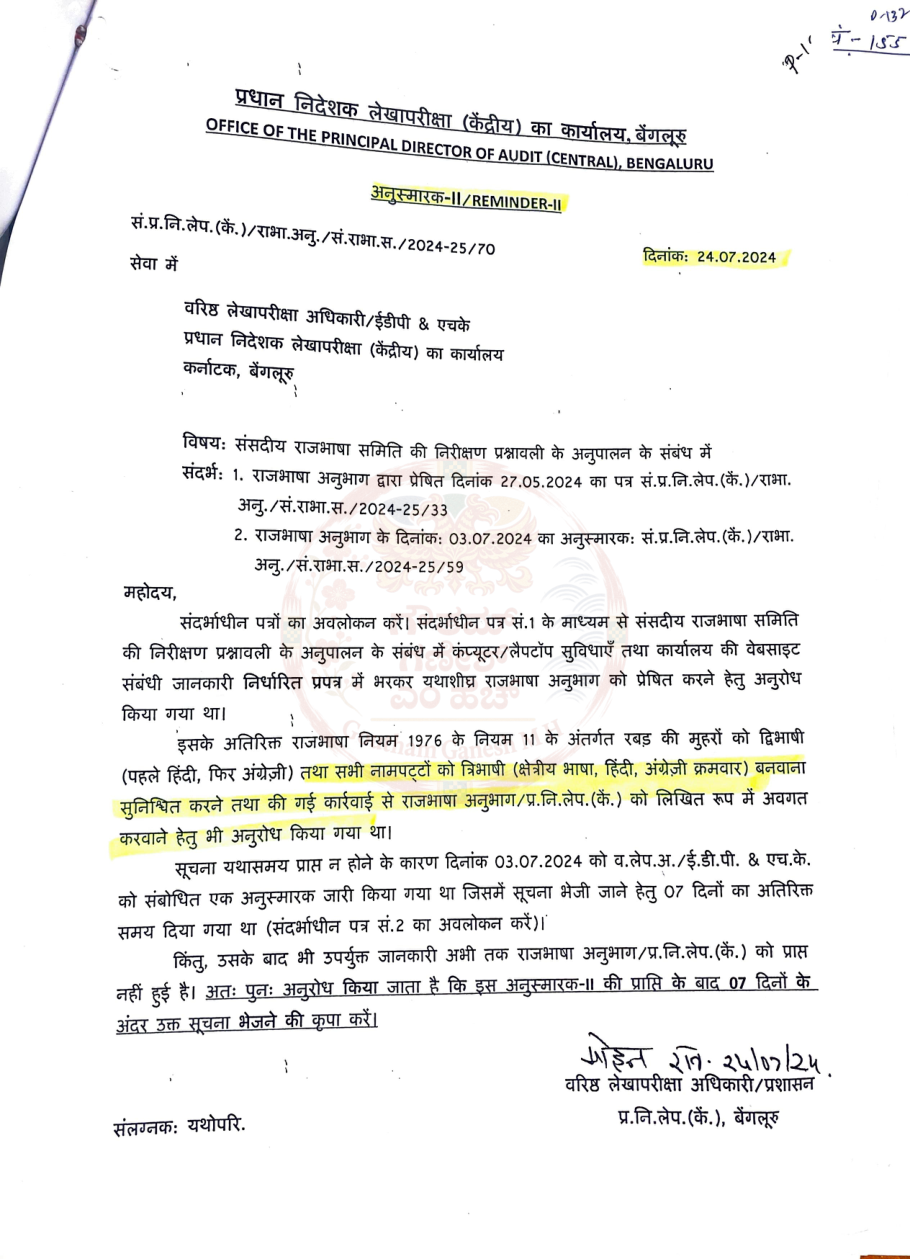 0-132
पे-155
प्रधान निदेशक लेखापरीक्षा (केंद्रीय) का कार्यालय, बेंगलूरु
OFFICE OF THE PRINCIPAL DIRECTOR OF AUDIT (CENTRAL), BENGALURU
अनुस्मारक-II/REMINDER-II
सं.प्र.नि.लेप.(कें.)/राभा.अनु./सं.राभा.स./2024-25/70
दिनांक: 24.07.2024
सेवा में
वरिष्ठ लेखापरीक्षा अधिकारी/ईडीपी & एचके
प्रधान निदेशक लेखापरीक्षा (केंद्रीय) का कार्यालय
कर्नाटक, बेंगलूरु
विषय: संसदीय राजभाषा समिति की निरीक्षण प्रश्नावली के अनुपालन के संबंध में
संदर्भ: 1. राजभाषा अनुभाग द्वारा प्रेषित दिनांक 27.05.2024 का पत्र सं.प्र.नि.लेप.(कें.)/राभा.
अनु./सं.राभा.स./2024-25/33
2. राजभाषा अनुभाग के दिनांक: 03.07.2024 का अनुस्मारक: सं.प्र.नि.लेप.(कें.)/राभा.
अनु./सं.राभा.स./2024-25/59
महोदय,
संदर्भाधीन पत्रों का अवलोकन करें। संदर्भाधीन पत्र सं.1 के माध्यम से संसदीय राजभाषा समिति
की निरीक्षण प्रश्नावली के अनुपालन के संबंध में कंप्यूटर/लैपटॉप सुविधाएँ तथा कार्यालय की वेबसाइट
संबंधी जानकारी निर्धारित प्रपत्र में भरकर यथाशीघ्र राजभाषा अनुभाग को प्रेषित करने हेतु अनुरोध
किया गया था।
इसके अतिरिक्त राजभाषा नियम 1976 के नियम 11 के अंतर्गत रबड़ की मुहरों को द्विभाषी
(पहले हिंदी, फिर अंग्रेज़ी) तथा सभी नामपट्टों को त्रिभाषी (क्षेत्रीय भाषा, हिंदी, अंग्रेज़ी क्रमवार) बनवाना
सुनिश्चित करने तथा की गई कार्रवाई से राजभाषा अनुभाग/प्र.नि.लेप.(कें.) को लिखित रूप में अवगत
करवाने हेतु भी अनुरोध किया गया था।
सूचना यथासमय प्राप्त न होने के कारण दिनांक 03.07.2024 को व.लेप.अ./ई.डी.पी. & एच.के.
को संबोधित एक अनुस्मारक जारी किया गया था जिसमें सूचना भेजी जाने हेतु 07 दिनों का अतिरिक्त
समय दिया गया था (संदर्भाधीन पत्र सं.2 का अवलोकन करें)।
किंतु, उसके बाद भी उपर्युक्त जानकारी अभी तक राजभाषा अनुभाग/प्र.नि.लेप.(कें.) को प्राप्त
नहीं हुई है। अतः पुनः अनुरोध किया जाता है कि इस अनुस्मारक-II की प्राप्ति के बाद 07 दिनों के
अंदर उक्त सूचना भेजने की कृपा करें।
24/07/24
वरिष्ठ लेखापरीक्षा अधिकारी/प्रशासन
प्र.नि.लेप.(कें.), बेंगलूरु
संलग्नक: यथोपरि.